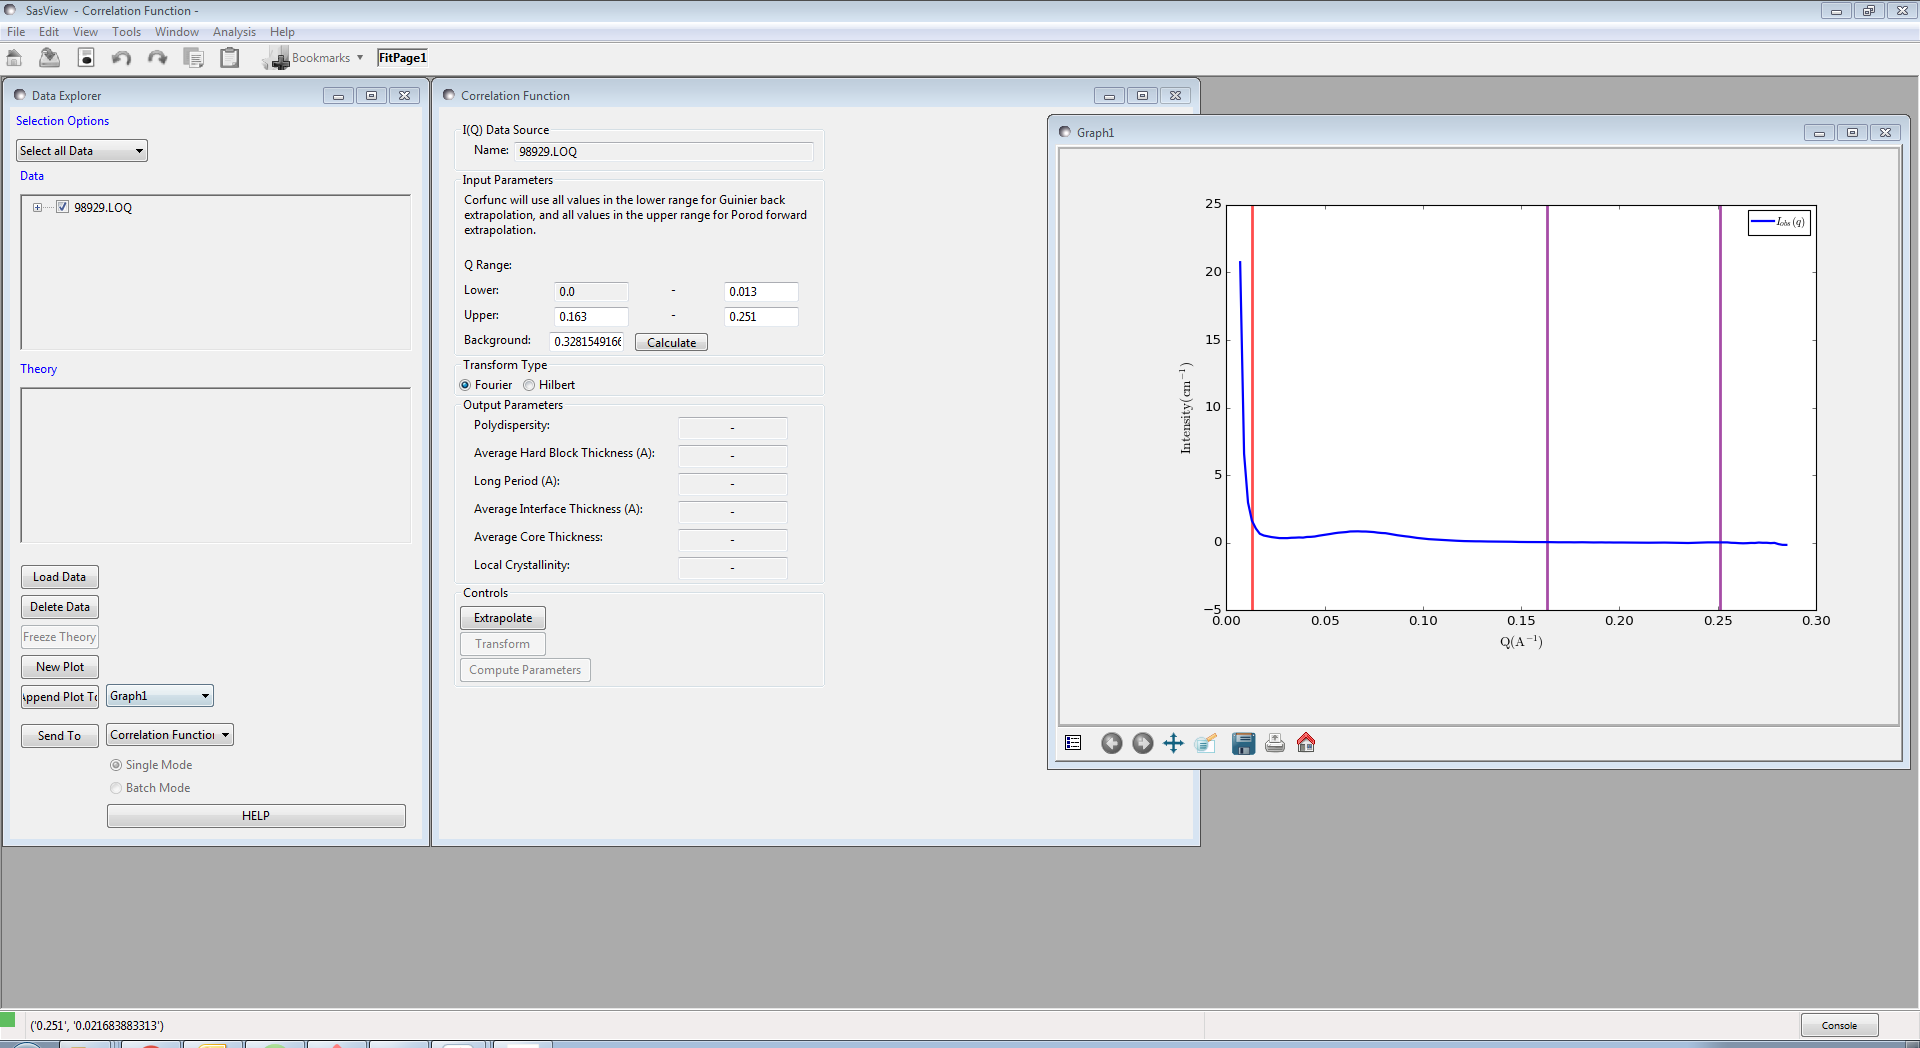 SasView - Correlation Function -
File Edit View Tools Window Analysis Help
Bookmarks FitPage1
Data Explorer
Selection Options
Select all Data
Data
98929.LOQ
Theory
Load Data
Delete Data
Freeze Theory
New Plot
Append Plot To Graph1
Send To Correlation Function
Single Mode
Batch Mode
HELP
Correlation Function
I(Q) Data Source
Name: 98929.LOQ
Input Parameters
Corfunc will use all values in the lower range for Guinier back
extrapolation, and all values in the upper range for Porod forward
extrapolation.
Q Range:
Lower: 0.0 - 0.013
Upper: 0.163 - 0.251
Background: 0.328154916 Calculate
Transform Type
Fourier Hilbert
Output Parameters
Polydispersity: -
Average Hard Block Thickness (A): -
Long Period (A): -
Average Interface Thickness (A): -
Average Core Thickness: -
Local Crystallinity: -
Controls
Extrapolate
Transform
Compute Parameters
Graph1
25
20
15
10
5
0
−5
Intensity(cm⁻¹)
I_obs(q)
0.00 0.05 0.10 0.15 0.20 0.25 0.30
Q(A⁻¹)
('0.251', '0.021683883313')
Console